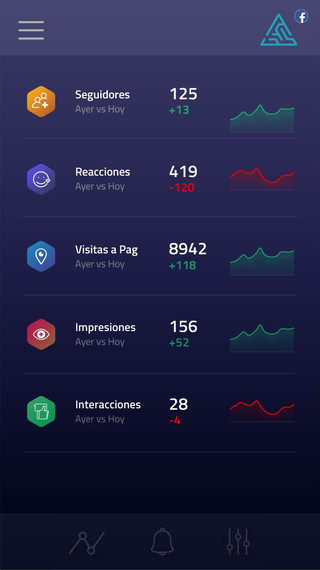 Seguidores
Ayer vs Hoy
125
+13
Reacciones
Ayer vs Hoy
419
-120
Visitas a Pag
Ayer vs Hoy
8942
+118
Impresiones
Ayer vs Hoy
156
+52
Interacciones
Ayer vs Hoy
28
-4